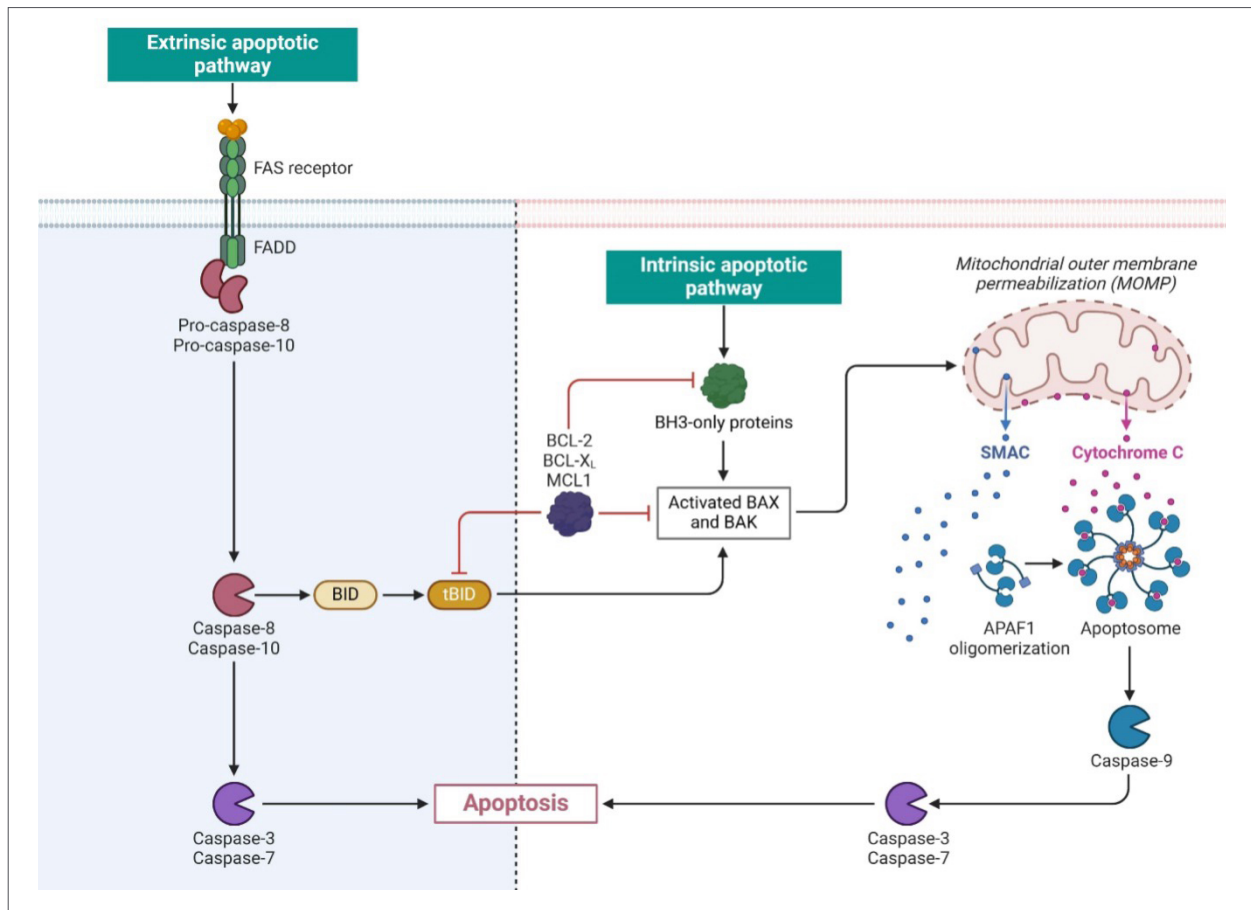 Extrinsic apoptotic
pathway
FAS receptor
FADD
Pro-caspase-8
Pro-caspase-10
Intrinsic apoptotic
pathway
Mitochondrial outer membrane
permeabilization (MOMP)
BH3-only proteins
BCL-2
BCL-XL
MCL1
Activated BAX
and BAK
SMAC
Cytochrome C
BID
tBID
Caspase-8
Caspase-10
APAF1
oligomerization
Apoptosome
Caspase-9
Apoptosis
Caspase-3
Caspase-7
Caspase-3
Caspase-7